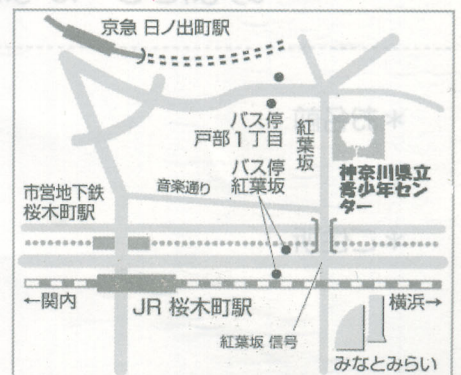 京急 日ノ出町駅
バス停
戸部1丁目
紅葉坂
バス停
紅葉坂
神奈川県立
青少年セン
ター
音楽通り
市営地下鉄
桜木町駅
←関内
JR 桜木町駅
横浜→
紅葉坂 信号
みなとみらい